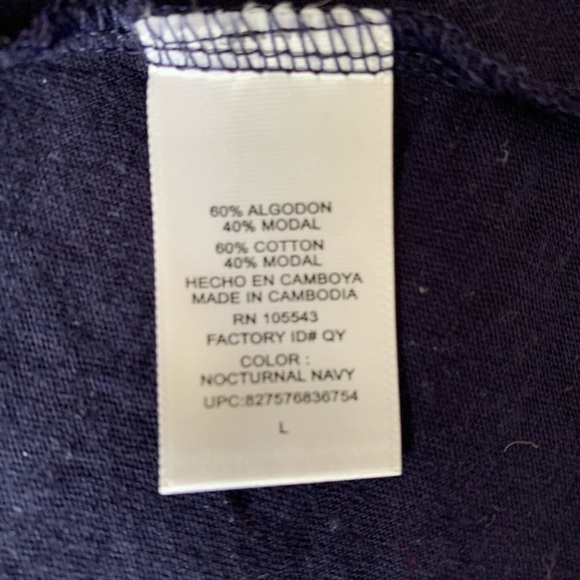 60% ALGODON
40% MODAL
60% COTTON
40% MODAL
HECHO EN CAMBOYA
MADE IN CAMBODIA
RN 105543
FACTORY ID# QY
COLOR :
NOCTURNAL NAVY
UPC:827576836754
L